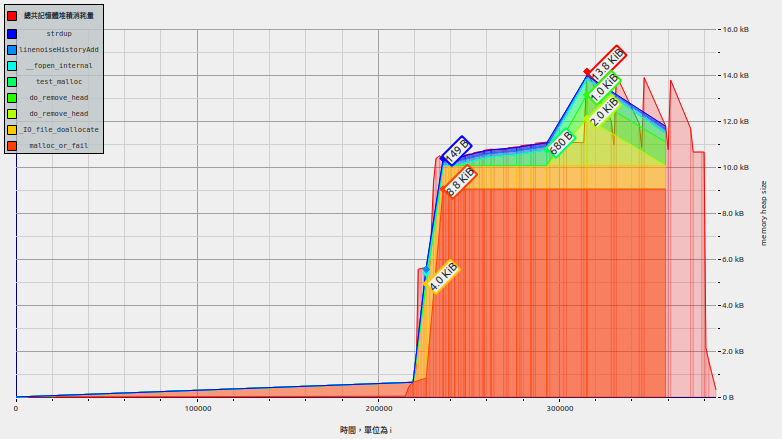 總共記憶體堆積消耗量
strdup
linenoiseHistoryAdd
__fopen_internal
test_malloc
do_remove_head
do_remove_head
_IO_file_doallocate
malloc_or_fail
13.8 KiB
1.0 KiB
2.0 KiB
680 B
149 B
8.8 KiB
4.0 KiB
16.0 kB
14.0 kB
12.0 kB
10.0 kB
8.0 kB
6.0 kB
4.0 kB
2.0 kB
0 B
memory heap size
0
100000
200000
300000
時間，單位為 i